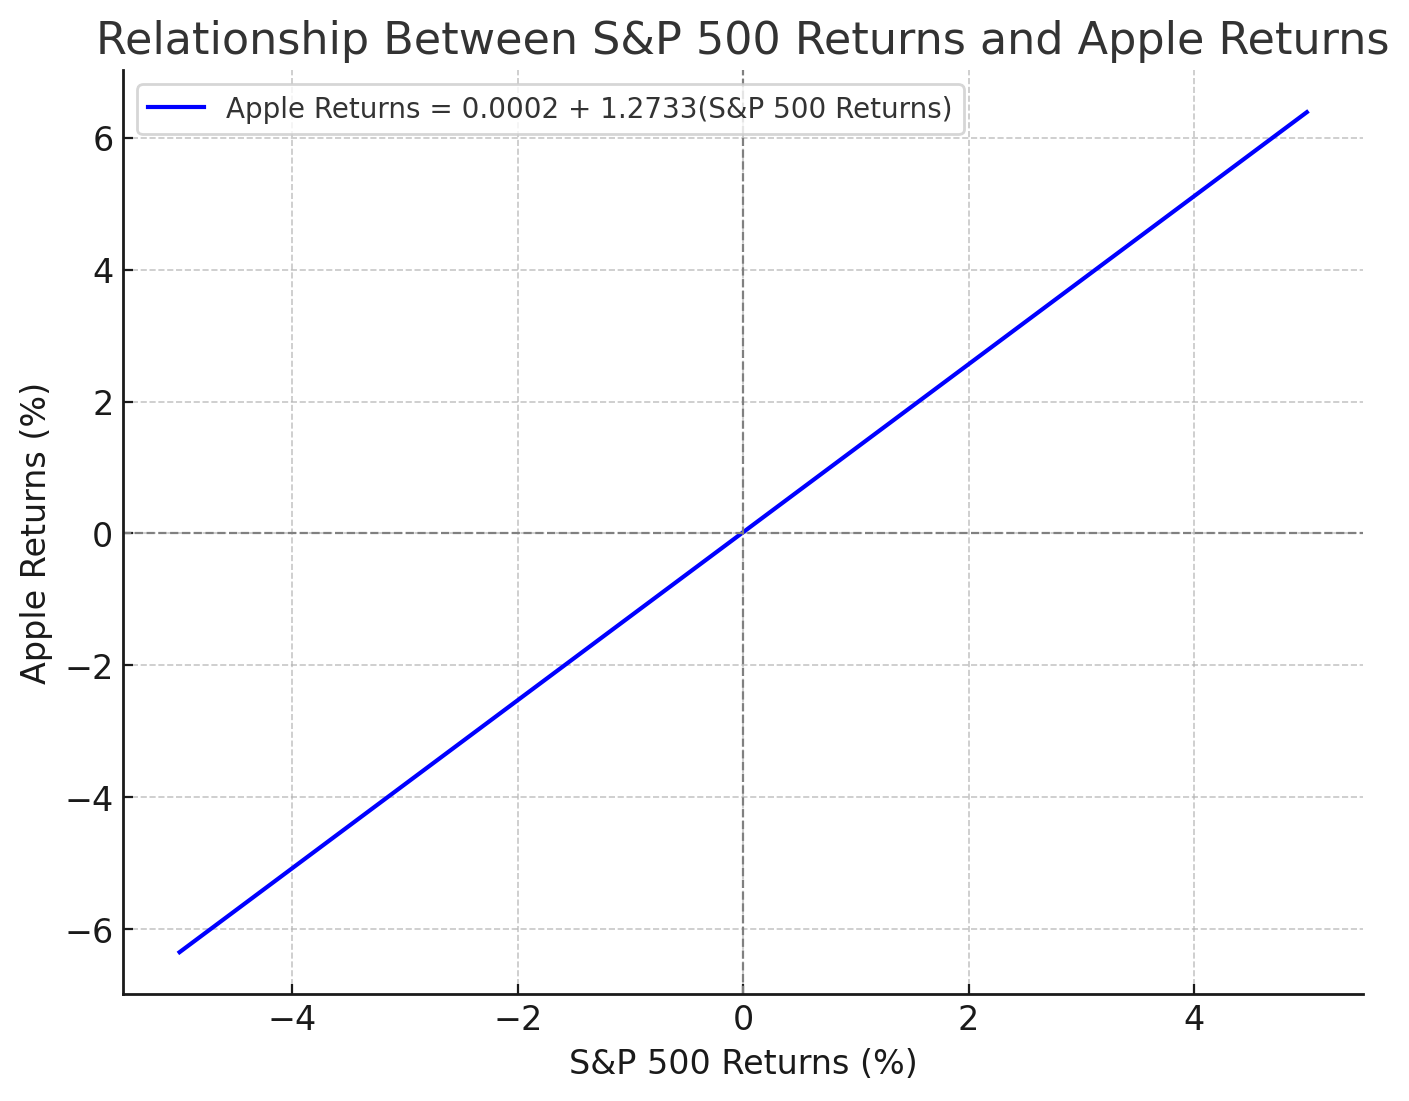 Relationship Between S&P 500 Returns and Apple Returns
Apple Returns = 0.0002 + 1.2733(S&P 500 Returns)
6
4
2
0
−2
−4
−6
Apple Returns (%)
−4 −2 0 2 4
S&P 500 Returns (%)